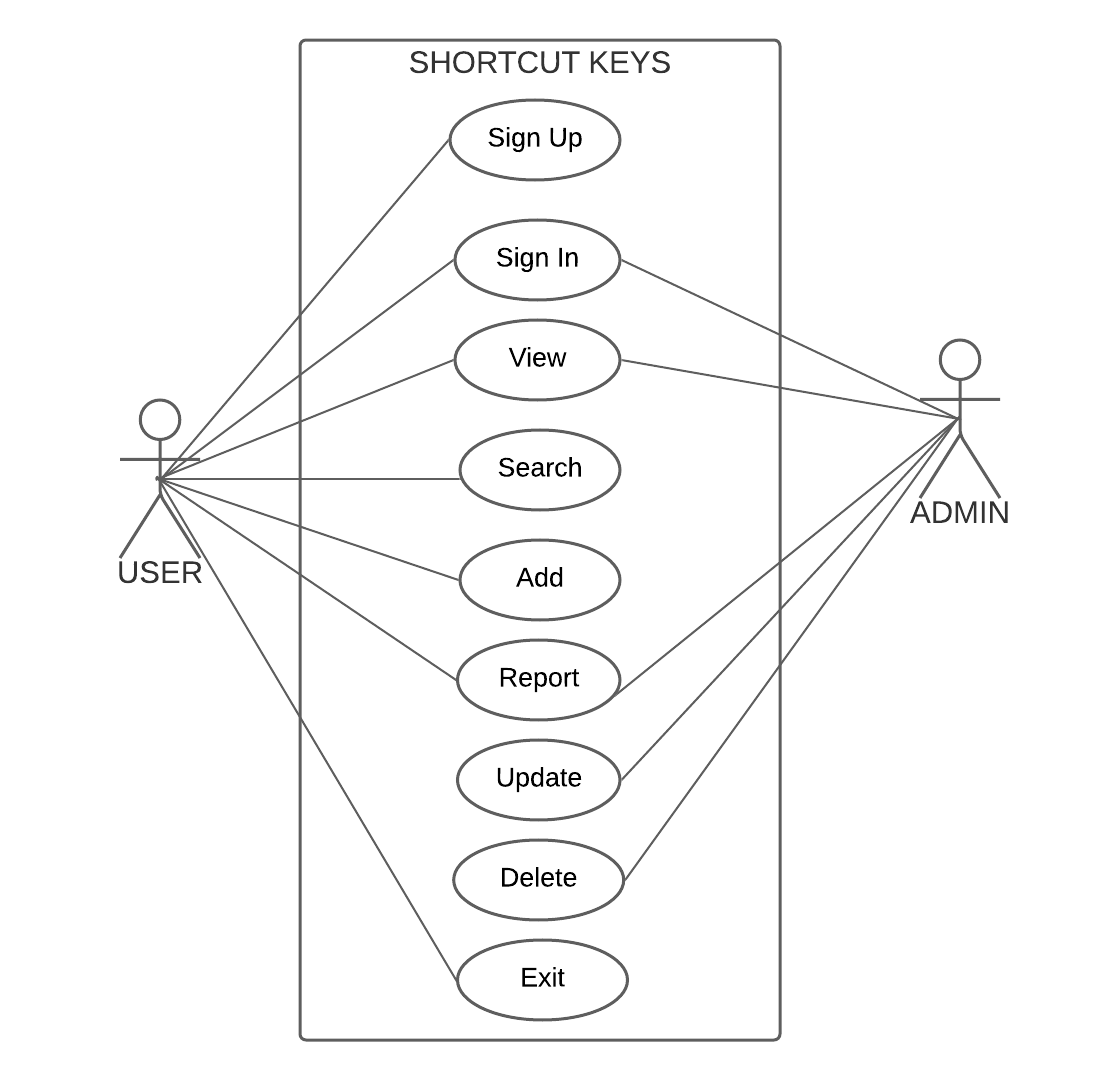 SHORTCUT KEYS
Sign Up
Sign In
View
Search
Add
Report
Update
Delete
Exit
USER
ADMIN